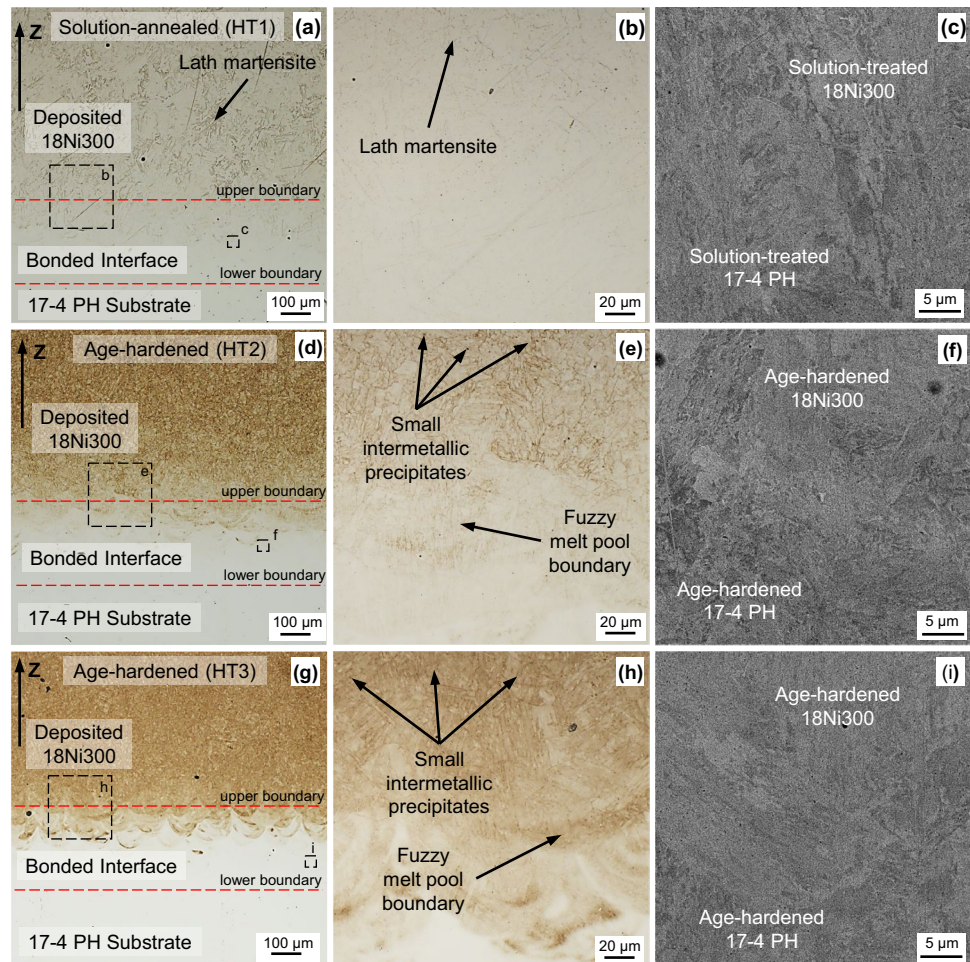 Solution-annealed (HT1)
(a)
Z
Lath martensite
Deposited
18Ni300
b
upper boundary
c
Bonded Interface
lower boundary
17-4 PH Substrate
100 µm
(b)
Lath martensite
20 µm
(c)
Solution-treated
18Ni300
Solution-treated
17-4 PH
5 µm
Age-hardened (HT2)
(d)
Z
Deposited
18Ni300
e
upper boundary
f
Bonded Interface
lower boundary
17-4 PH Substrate
100 µm
(e)
Small
intermetallic
precipitates
Fuzzy
melt pool
boundary
20 µm
(f)
Age-hardened
18Ni300
Age-hardened
17-4 PH
5 µm
Age-hardened (HT3)
(g)
Z
Deposited
18Ni300
h
upper boundary
i
Bonded Interface
lower boundary
17-4 PH Substrate
100 µm
(h)
Small
intermetallic
precipitates
Fuzzy
melt pool
boundary
20 µm
(i)
Age-hardened
18Ni300
Age-hardened
17-4 PH
5 µm